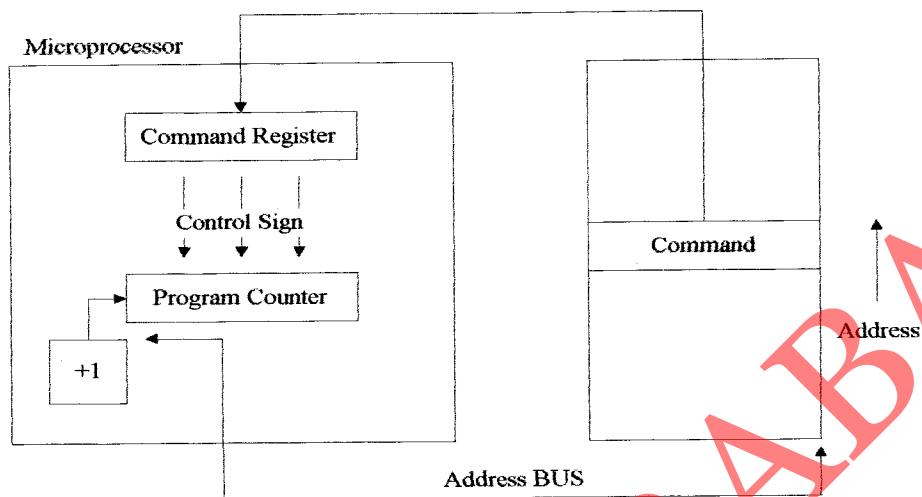 Microprocessor
Command Register
Control Sign
Command
Program Counter
Address
+1
Address BUS